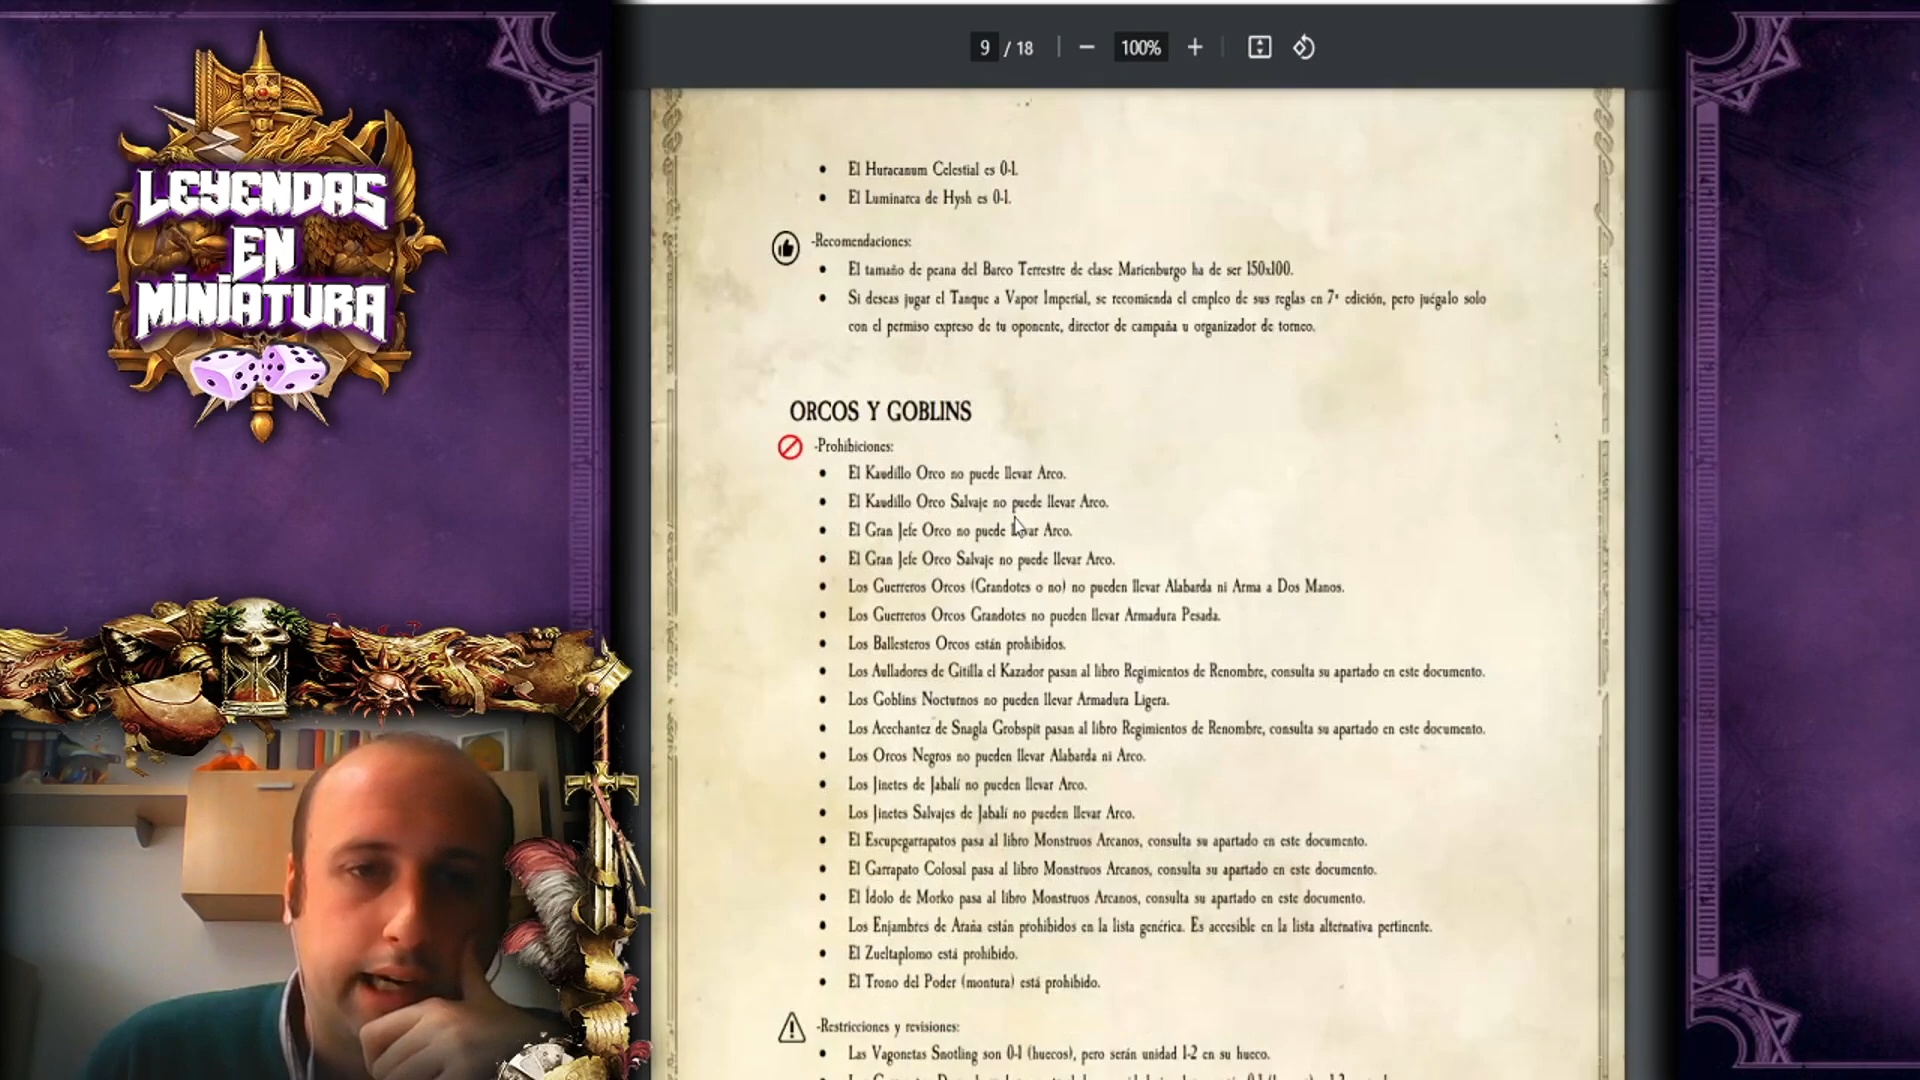 LEYENDAS
EN
MINIATURA
9 / 18
100%
El Huracanum Celestial es 0-1.
El Luminarca de Hysh es 0-1.
-Recomendaciones:
El tamaño de peana del Barco Terrestre de clase Marienburgo ha de ser 150x100.
Si deseas jugar el Tanque a Vapor Imperial, se recomienda el empleo de sus reglas en 7ª edición, pero juégalo solo
con el permiso expreso de tu oponente, director de campaña u organizador de torneo.
ORCOS Y GOBLINS
-Prohibiciones:
El Kaudillo Orco no puede llevar Arco.
El Kaudillo Orco Salvaje no puede llevar Arco.
El Gran Jefe Orco no puede llevar Arco.
El Gran Jefe Orco Salvaje no puede llevar Arco.
Los Guerreros Orcos (Grandotes o no) no pueden llevar Alabarda ni Arma a Dos Manos.
Los Guerreros Orcos Grandotes no pueden llevar Armadura Pesada.
Los Ballesteros Orcos están prohibidos.
Los Aulladores de Gitilla el Kazador pasan al libro Regimientos de Renombre, consulta su apartado en este documento.
Los Goblins Nocturnos no pueden llevar Armadura Ligera.
Los Acechantez de Snagla Grobspit pasan al libro Regimientos de Renombre, consulta su apartado en este documento.
Los Orcos Negros no pueden llevar Alabarda ni Arco.
Los Jinetes de Jabalí no pueden llevar Arco.
Los Jinetes Salvajes de Jabalí no pueden llevar Arco.
El Escupegarrapatos pasa al libro Monstruos Arcanos, consulta su apartado en este documento.
El Garrapato Colosal pasa al libro Monstruos Arcanos, consulta su apartado en este documento.
El Ídolo de Morko pasa al libro Monstruos Arcanos, consulta su apartado en este documento.
Los Enjambres de Araña están prohibidos en la lista genérica. Es accesible en la lista alternativa pertinente.
El Zueltaplomo está prohibido.
El Trono del Poder (montura) está prohibido.
-Restricciones y revisiones:
Las Vagonetas Snotling son 0-1 (huecos), pero serán unidad 1-2 en su hueco.